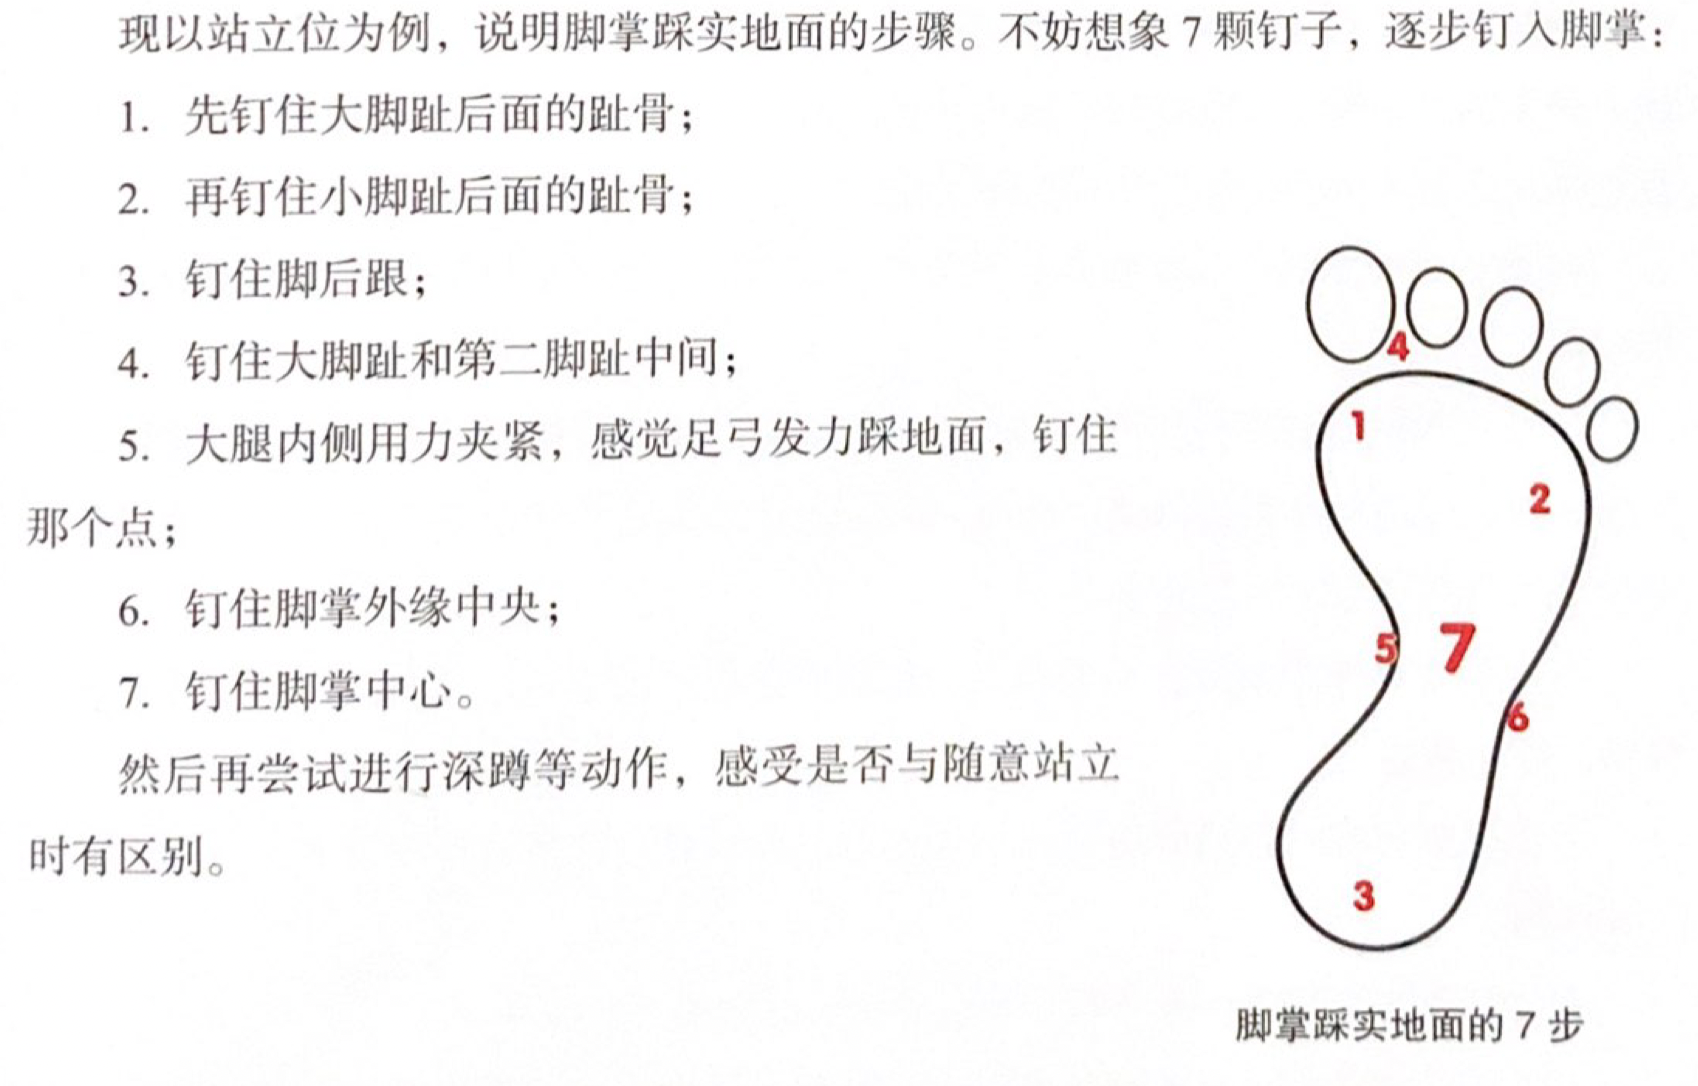 现以站立位为例，说明脚掌踩实地面的步骤。不妨想象 7 颗钉子，逐步钉入脚掌：
1. 先钉住大脚趾后面的趾骨；
2. 再钉住小脚趾后面的趾骨；
3. 钉住脚后跟；
4. 钉住大脚趾和第二脚趾中间；
5. 大腿内侧用力夹紧，感觉足弓发力踩地面，钉住
那个点；
6. 钉住脚掌外缘中央；
7. 钉住脚掌中心。
然后再尝试进行深蹲等动作，感受是否与随意站立
时有区别。
4
1
2
5
7
6
3
脚掌踩实地面的 7 步